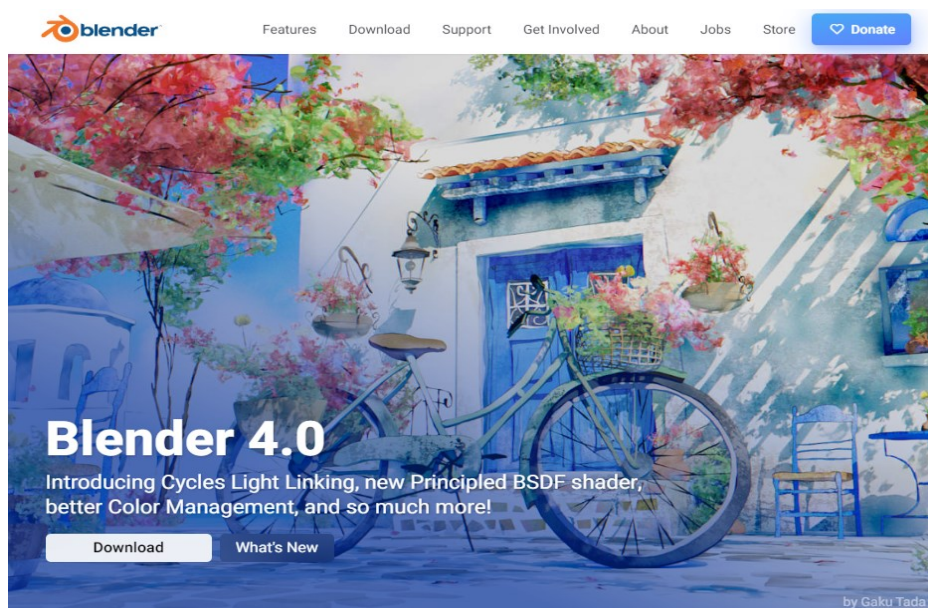 blender
Features Download Support Get Involved About Jobs Store Donate
Blender 4.0
Introducing Cycles Light Linking, new Principled BSDF shader,
better Color Management, and so much more!
Download What's New
by Gaku Tada